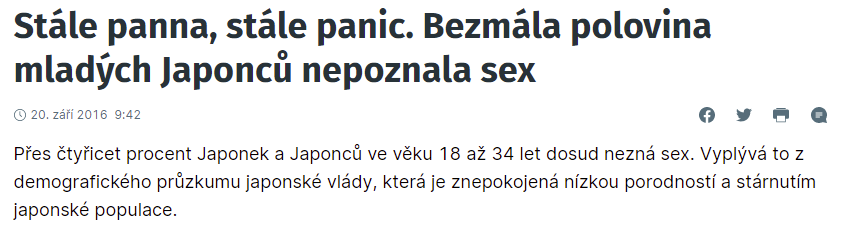 Stále panna, stále panic. Bezmála polovina
mladých Japonců nepoznala sex
20. září 2016 9:42
Přes čtyřicet procent Japonek a Japonců ve věku 18 až 34 let dosud nezná sex. Vyplývá to z
demografického průzkumu japonské vlády, která je znepokojená nízkou porodností a stárnutím
japonské populace.